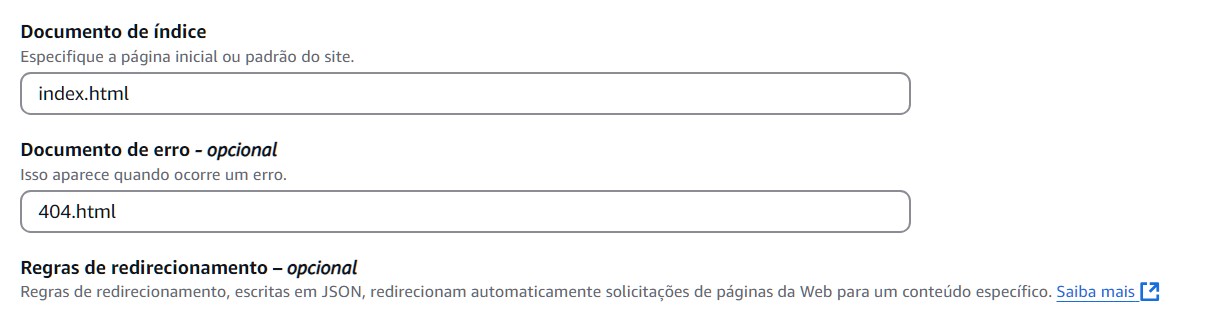 Documento de índice
Especifique a página inicial ou padrão do site.
index.html
Documento de erro - opcional
Isso aparece quando ocorre um erro.
404.html
Regras de redirecionamento – opcional
Regras de redirecionamento, escritas em JSON, redirecionam automaticamente solicitações de páginas da Web para um conteúdo específico. Saiba mais